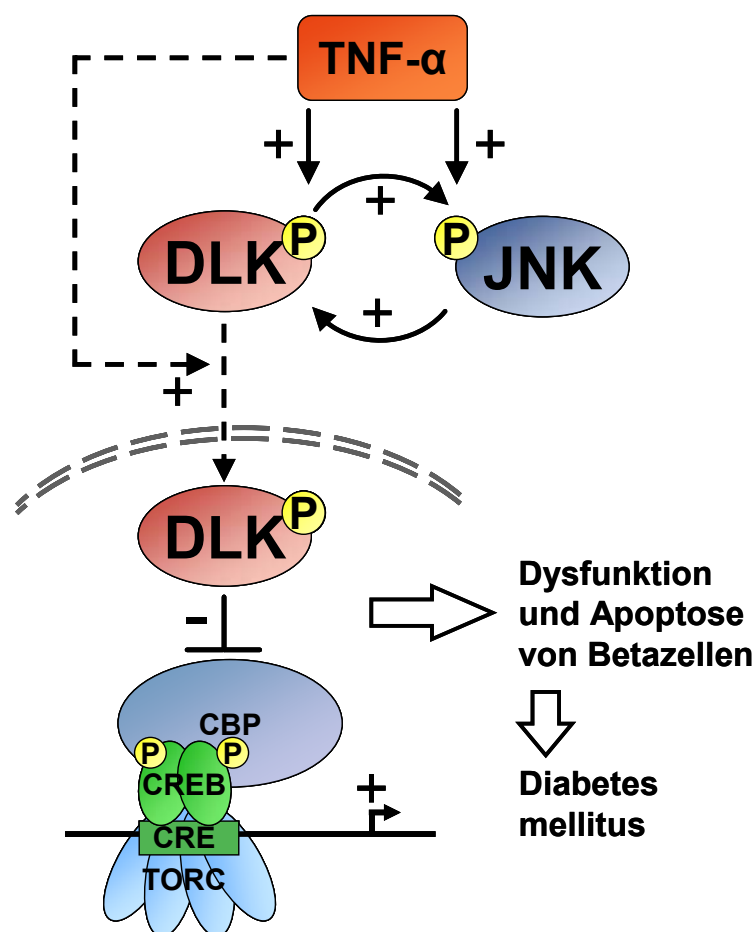 TNF-α
+
+
+
P
P
DLK
JNK
+
+
P
DLK
-
Dysfunktion
und Apoptose
von Betazellen
CBP
P
P
CREB
+
CRE
TORC
Diabetes
mellitus